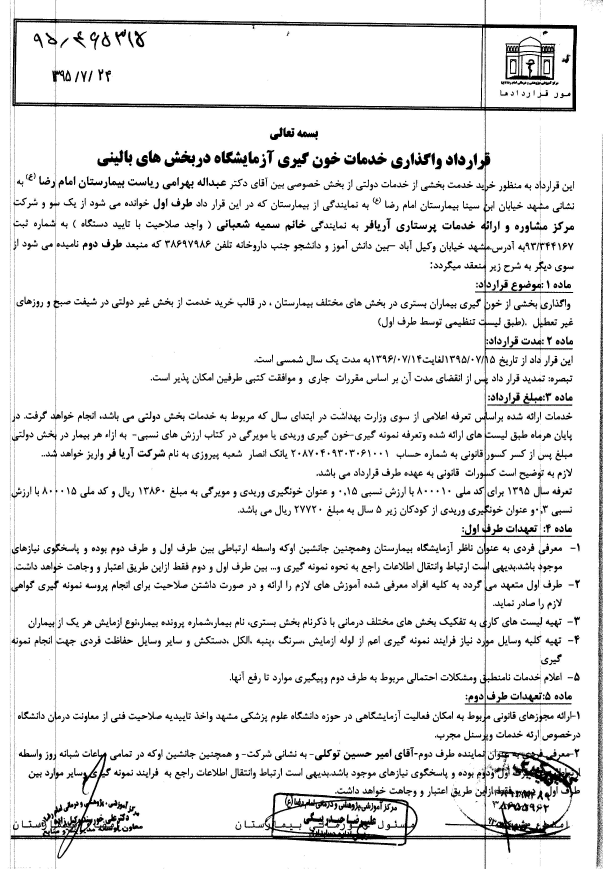 ۹۵/۴۹۵۳۱۵
۱۳۹۵/۷/۲۴
امور قراردادها
بسمه تعالی
قرارداد واگذاری خدمات خون گیری آزمایشگاه دربخش های بالینی
این قرارداد به منظور خرید خدمت بخشی از خدمات دولتی از بخش خصوصی بین آقای دکتر عبداله بهرامی ریاست بیمارستان امام رضا (ع) به
نشانی مشهد خیابان ابن سینا بیمارستان امام رضا (ع) به نمایندگی از بیمارستان که در این قرار داد طرف اول خوانده می شود از یک سو و شرکت
مرکز مشاوره و ارائه خدمات پرستاری آریافر به نمایندگی خانم سمیه شعبانی ( واجد صلاحیت با تایید دستگاه ) به شماره ثبت
۹۳/۳۴۴۱۶۷به آدرس:مشهد خیابان وکیل آباد –بین دانش آموز و دانشجو جنب داروخانه تلفن ۳۸۶۹۷۹۸۶ که منبعد طرف دوم نامیده می شود از
سوی دیگر به شرح زیر منعقد میگردد:
ماده ۱:موضوع قرارداد:
واگذاری بخشی از خون گیری بیماران بستری در بخش های مختلف بیمارستان ، در قالب خرید خدمت از بخش غیر دولتی در شیفت صبح و روزهای
غیر تعطیل .(طبق لیست تنظیمی توسط طرف اول)
ماده ۲ :مدت قرارداد:
این قرار داد از تاریخ ۱۳۹۵/۰۷/۱۵لغایت۱۳۹۶/۰۷/۱۴به مدت یک سال شمسی است.
تبصره: تمدید قرار داد پس از انقضای مدت آن بر اساس مقررات جاری و موافقت کتبی طرفین امکان پذیر است.
ماده ۳:مبلغ قرارداد:
خدمات ارائه شده براساس تعرفه اعلامی از سوی وزارت بهداشت در ابتدای سال که مربوط به خدمات بخش دولتی می باشد، انجام خواهد گرفت. در
پایان هرماه طبق لیست های ارائه شده وتعرفه نمونه گیری-خون گیری وریدی یا مویرگی در کتاب ارزش های نسبی- به ازاء هر بیمار در بخش دولتی
مبلغ پس از کسر کسور قانونی به شماره حساب ۲۰۸۷۰۴۰۹۳۰۳۰۶۱۰۰۱ بانک انصار شعبه پیروزی به نام شرکت آریا فر واریز خواهد شد..
لازم به توضیح است کسورات قانونی به عهده طرف قرارداد می باشد.
تعرفه سال ۱۳۹۵ برای کد ملی ۸۰۰۰۱۰ با ارزش نسبی ۰،۱۵ و عنوان خونگیری وریدی و مویرگی به مبلغ ۱۳۸۶۰ ریال و کد ملی ۸۰۰۰۱۵ با ارزش
نسبی ۰،۳و عنوان خونگیری وریدی از کودکان زیر ۵ سال به مبلغ ۲۷۷۲۰ ریال می باشد.
ماده ۴: تعهدات طرف اول:
۱- معرفی فردی به عنوان ناظر آزمایشگاه بیمارستان وهمچنین جانشین اوکه واسطه ارتباطی بین طرف اول و طرف دوم بوده و پاسخگوی نیازهای
موجود باشد.بدیهی است ارتباط وانتقال اطلاعات راجع به نحوه نمونه گیری و... بین طرف اول و دوم فقط ازاین طریق اعتبار و وجاهت خواهد داشت.
۲- طرف اول متعهد می گردد به کلیه افراد معرفی شده آموزش های لازم را ارائه و در صورت داشتن صلاحیت برای انجام پروسه نمونه گیری گواهی
لازم را صادر نماید.
۳- تهیه لیست های کاری به تفکیک بخش های مختلف درمانی با ذکرنام بخش بستری، نام بیمار،شماره پرونده بیمار،نوع ازمایش هر یک از بیماران
۴- تهیه کلیه وسایل مورد نیاز فرایند نمونه گیری اعم از لوله ازمایش ،سرنگ ،پنبه ،الکل ،دستکش و سایر وسایل حفاظت فردی جهت انجام نمونه
گیری
۵- اعلام خدمات نامنطبق ومشکلات احتمالی مربوط به طرف دوم وپیگیری موارد تا رفع آنها.
ماده ۵:تعهدات طرف دوم:
۱-ارائه مجوزهای قانونی مربوط به امکان فعالیت آزمایشگاهی در حوزه دانشگاه علوم پزشکی مشهد واخذ تاییدیه صلاحیت فنی از معاونت درمان دانشگاه
درخصوص ارئه خدمات وپرسنل مجرب.
۲-معرفی فردی به عنوان نماینده طرف دوم-آقای امیر حسین توکلی-به نشانی شرکت- و همچنین جانشین اوکه در تمامی ساعات شبانه روز واسطه
طرف اول ودوم بوده و پاسخگوی نیازهای موجود باشد.بدیهی است ارتباط وانتقال اطلاعات راجع به فرایند نمونه گیری وسایر موارد بین
طرف اول و دوم فقط ازاین طریق اعتبار و وجاهت خواهد داشت.
مرکز آموزشی،پژوهشی و درمانی امام رضا (ع)
مسئول
بیمارستان